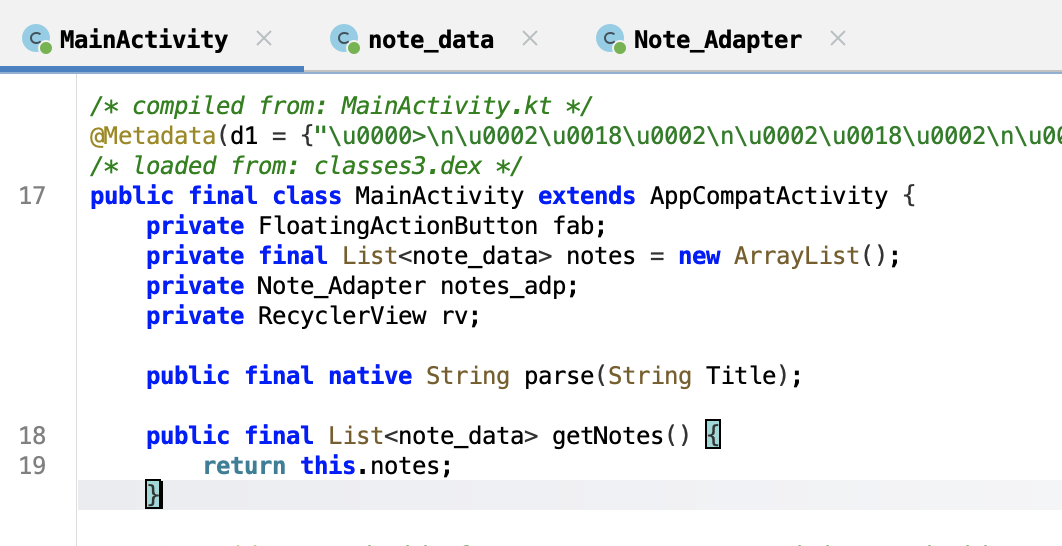 MainActivity note_data Note_Adapter
/* compiled from: MainActivity.kt */
@Metadata(d1 = {"\u0000>\n\u0002\u0018\u0002\n\u0002\u0018\u0002\n\u00
/* loaded from: classes3.dex */
17 public final class MainActivity extends AppCompatActivity {
private FloatingActionButton fab;
private final List<note_data> notes = new ArrayList();
private Note_Adapter notes_adp;
private RecyclerView rv;
public final native String parse(String Title);
18 public final List<note_data> getNotes() {
19 return this.notes;
}